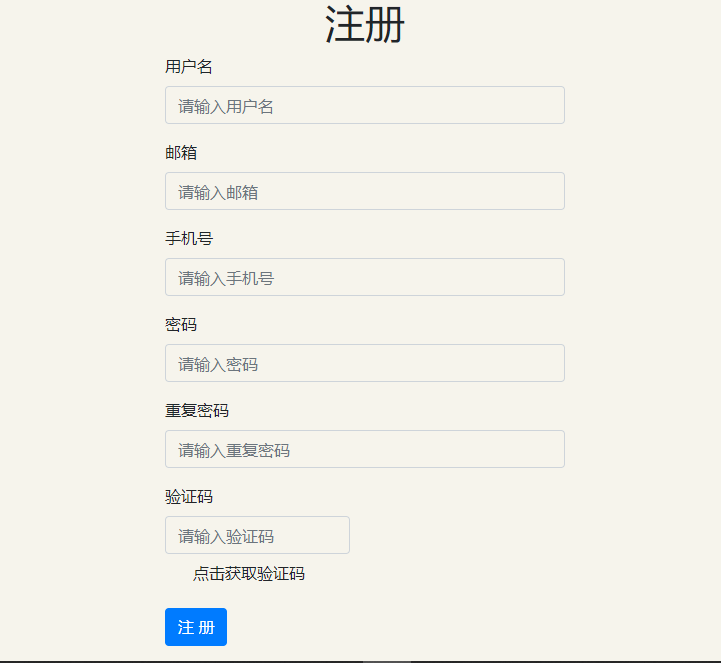 注册
用户名
请输入用户名
邮箱
请输入邮箱
手机号
请输入手机号
密码
请输入密码
重复密码
请输入重复密码
验证码
请输入验证码
点击获取验证码
注 册